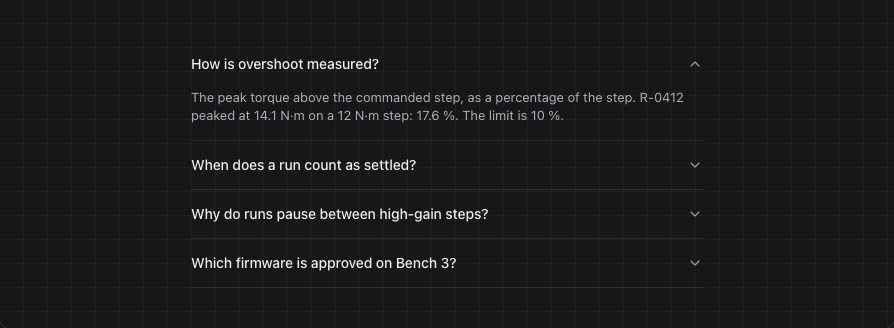 How is overshoot measured?
The peak torque above the commanded step, as a percentage of the step. R-0412
peaked at 14.1 N·m on a 12 N·m step: 17.6 %. The limit is 10 %.
When does a run count as settled?
Why do runs pause between high-gain steps?
Which firmware is approved on Bench 3?